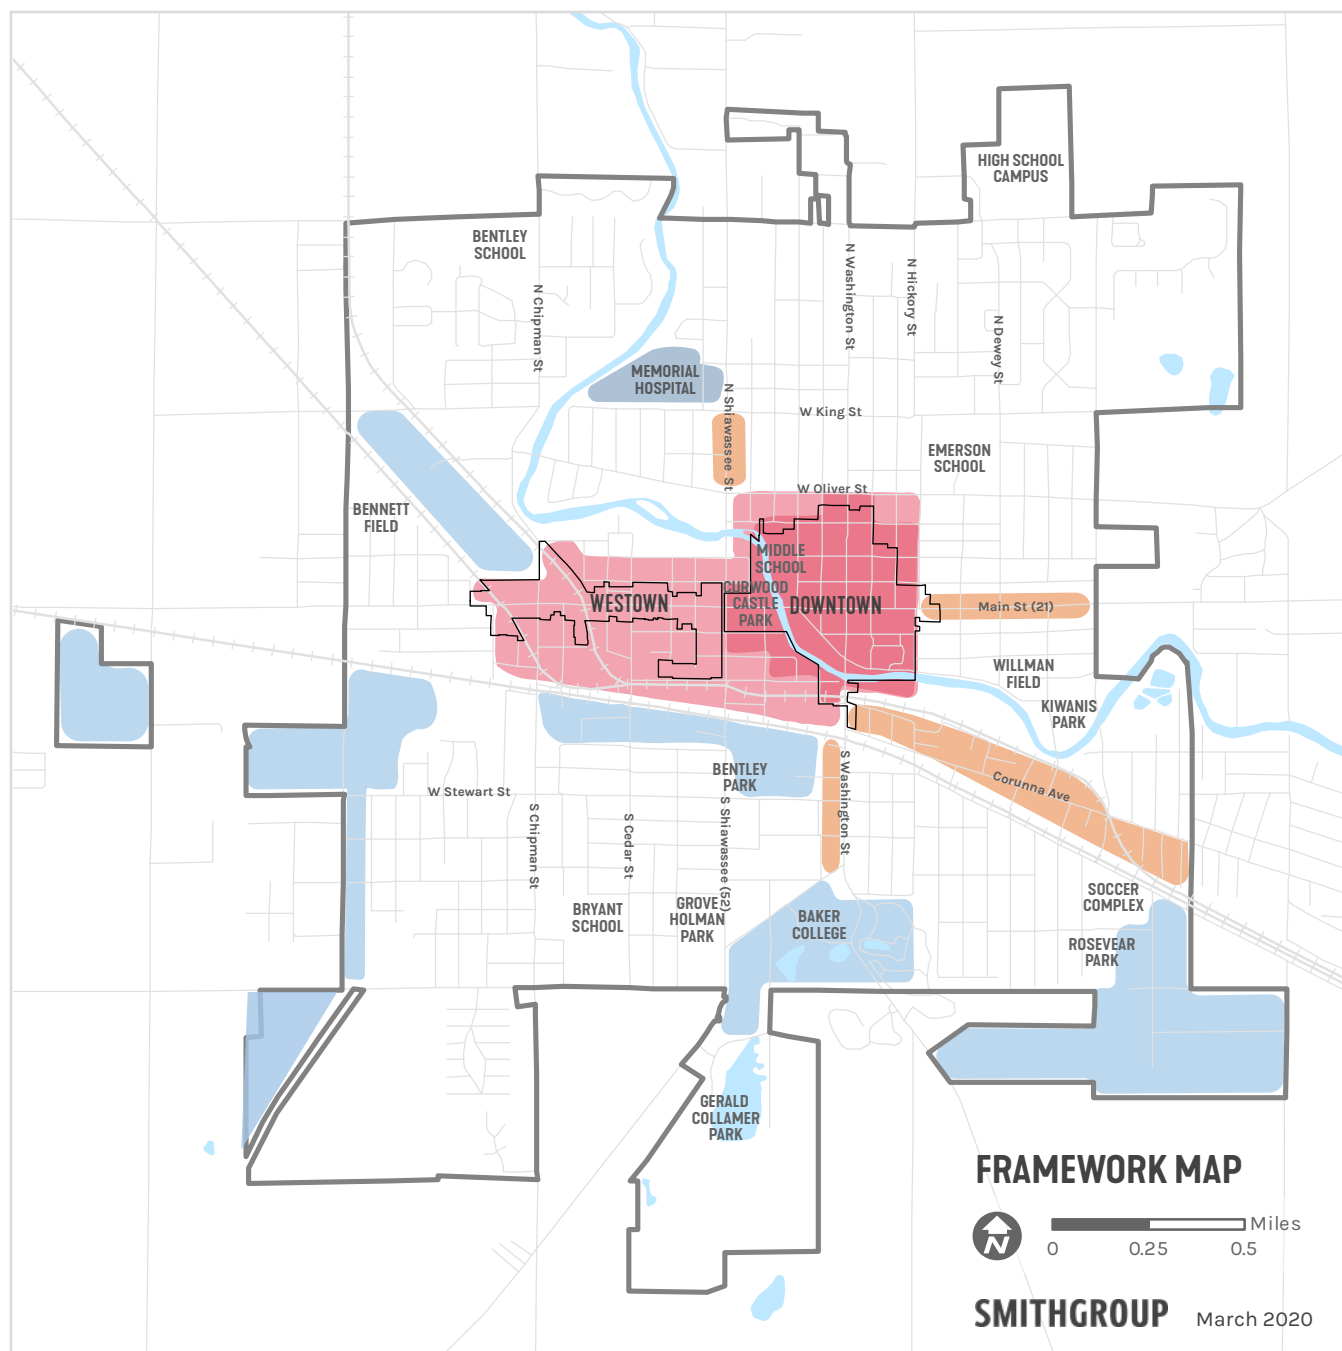 HIGH SCHOOL
CAMPUS
BENTLEY
SCHOOL
N Chipman St
N Washington St
N Hickory St
N Dewey St
MEMORIAL
HOSPITAL
N Shiawassee St
W King St
EMERSON
SCHOOL
W Oliver St
BENNETT
FIELD
MIDDLE
SCHOOL
CURWOOD
CASTLE
PARK
WESTOWN
DOWNTOWN
Main St (21)
WILLMAN
FIELD
KIWANIS
PARK
BENTLEY
PARK
W Stewart St
Corunna Ave
S Chipman St
S Cedar St
S Shiawassee (52)
S Washington St
BRYANT
SCHOOL
GROVE
HOLMAN
PARK
BAKER
COLLEGE
SOCCER
COMPLEX
ROSEVEAR
PARK
GERALD
COLLAMER
PARK
FRAMEWORK MAP
N
Miles
0 0.25 0.5
SMITHGROUP March 2020